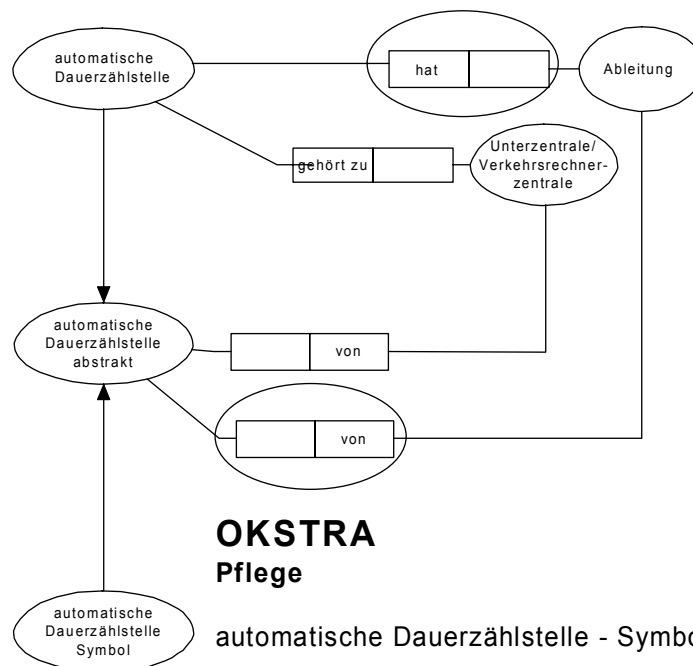 automatische
Dauerzählstelle
hat
Ableitung
gehört zu
Unterzentrale/
Verkehrsrechner-
zentrale
automatische
Dauerzählstelle
abstrakt
von
von
OKSTRA
Pflege
automatische
Dauerzählstelle
Symbol
automatische Dauerzählstelle - Symbo